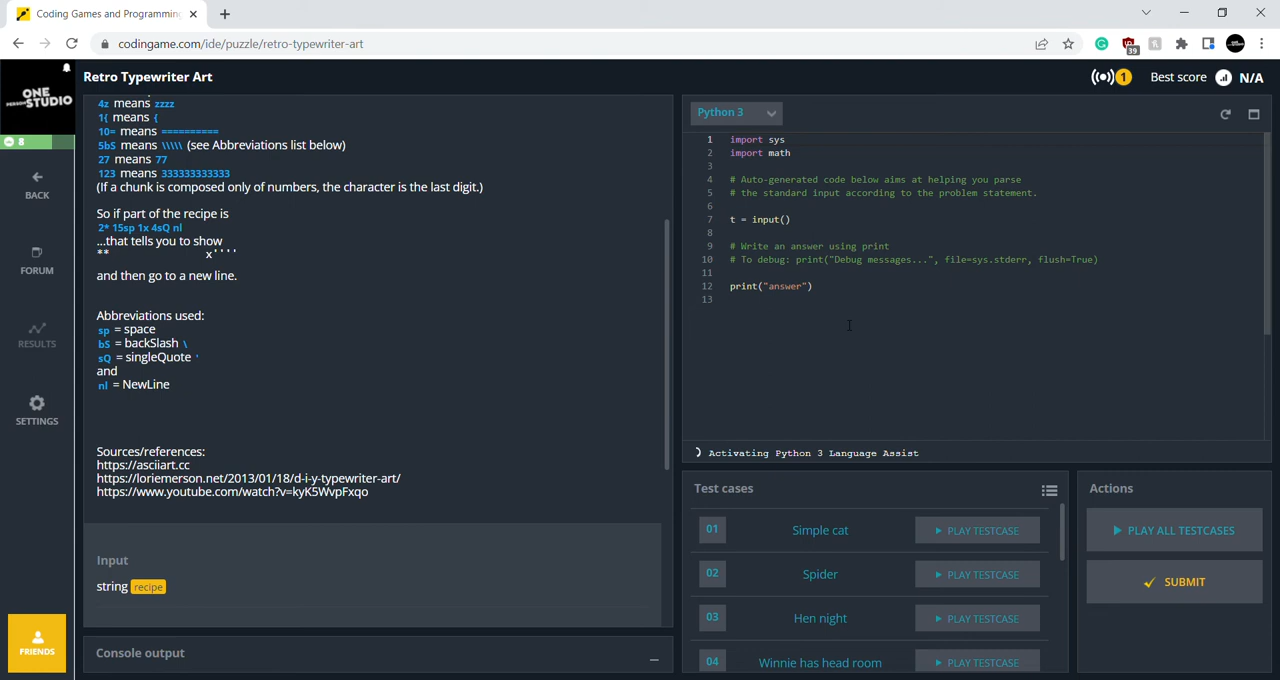 Coding Games and Programming
codingame.com/ide/puzzle/retro-typewriter-art
39
ONE
PERSON STUDIO
Retro Typewriter Art
1
Best score
N/A
8
BACK
FORUM
RESULTS
SETTINGS
FRIENDS
4z means zzzz
1{ means {
10= means ==========
5bS means \\\\\ (see Abbreviations list below)
27 means 77
123 means 333333333333
(If a chunk is composed only of numbers, the character is the last digit.)
So if part of the recipe is
2* 15sp 1x 4sQ nl
...that tells you to show
**               x''''
and then go to a new line.
Abbreviations used:
sp = space
bS = backSlash \
sQ = singleQuote '
and
nl = NewLine
Sources/references:
https://asciiart.cc
https://loriemerson.net/2013/01/18/d-i-y-typewriter-art/
https://www.youtube.com/watch?v=kyK5WvpFxqo
Input
string recipe
Console output
Python 3
1 import sys
2 import math
3
4 # Auto-generated code below aims at helping you parse
5 # the standard input according to the problem statement.
6
7 t = input()
8
9 # Write an answer using print
10 # To debug: print("Debug messages...", file=sys.stderr, flush=True)
11
12 print("answer")
13
Activating Python 3 Language Assist
Test cases
01 Simple cat PLAY TESTCASE
02 Spider PLAY TESTCASE
03 Hen night PLAY TESTCASE
04 Winnie has head room PLAY TESTCASE
Actions
PLAY ALL TESTCASES
SUBMIT